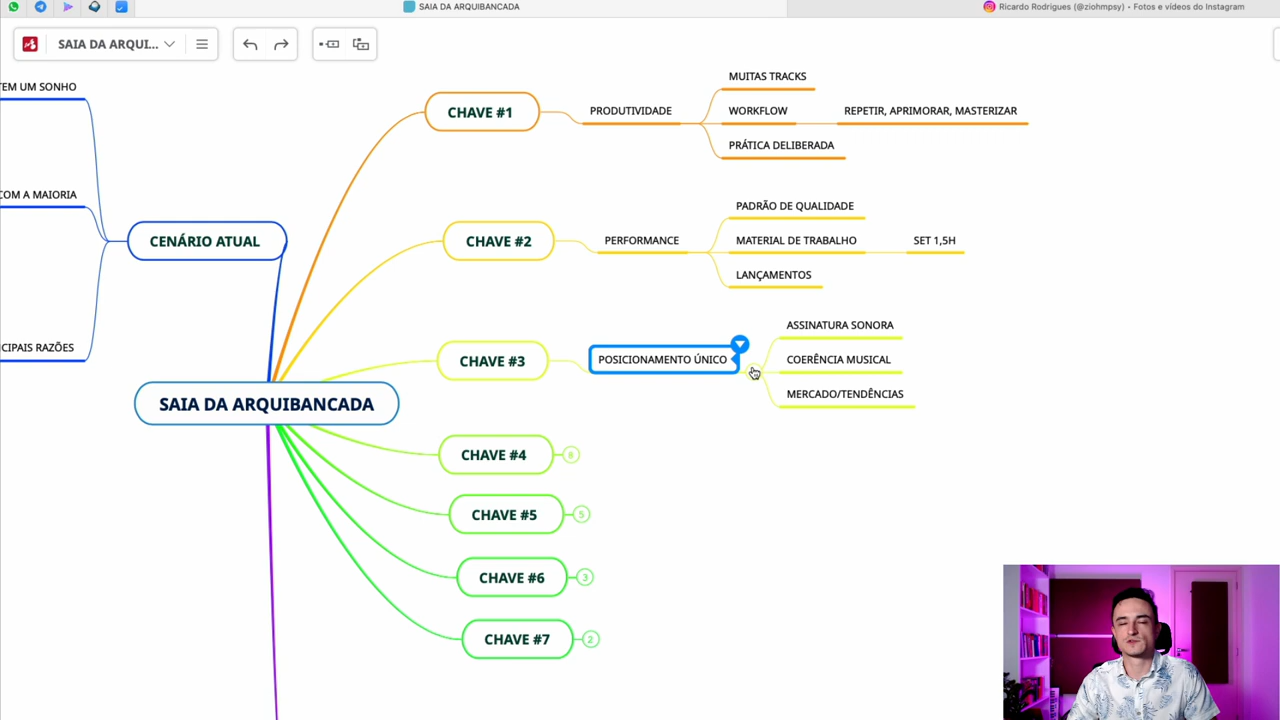 SAIA DA ARQUIBANCADA
Ricardo Rodrigues (@ziohmpsy) • Fotos e vídeos do Instagram
SAIA DA ARQUI...
TEM UM SONHO
COM A MAIORIA
CIPAIS RAZÕES
CENÁRIO ATUAL
SAIA DA ARQUIBANCADA
CHAVE #1
PRODUTIVIDADE
MUITAS TRACKS
WORKFLOW
REPETIR, APRIMORAR, MASTERIZAR
PRÁTICA DELIBERADA
CHAVE #2
PERFORMANCE
PADRÃO DE QUALIDADE
MATERIAL DE TRABALHO
SET 1,5H
LANÇAMENTOS
CHAVE #3
POSICIONAMENTO ÚNICO
ASSINATURA SONORA
COERÊNCIA MUSICAL
MERCADO/TENDÊNCIAS
CHAVE #4
6
CHAVE #5
5
CHAVE #6
3
CHAVE #7
2